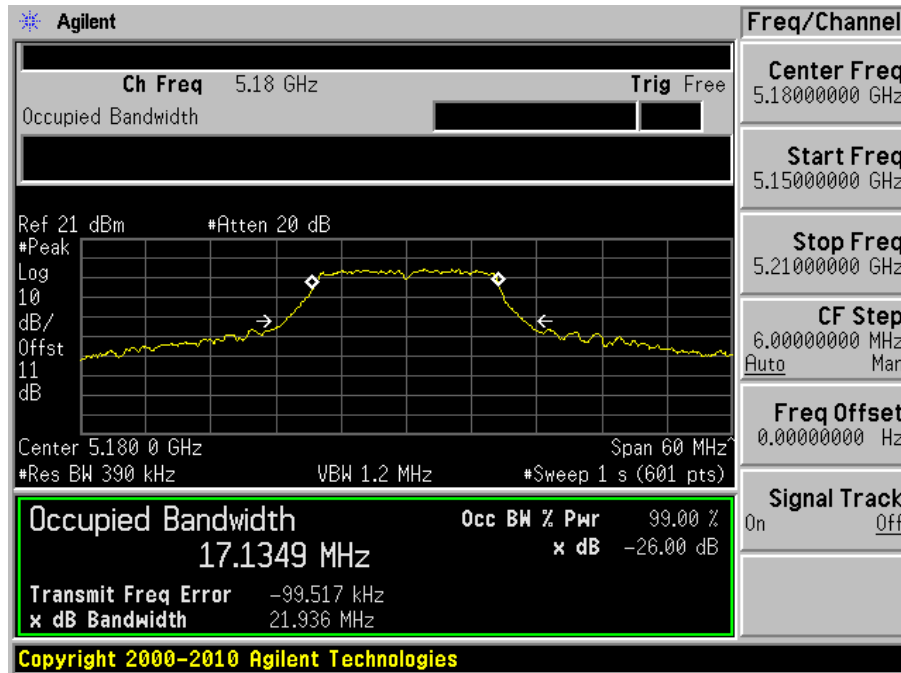 Agilent
Freq/Channel
Ch Freq 5.18 GHz Trig Free
Occupied Bandwidth
Center Freq
5.18000000 GHz
Start Freq
5.15000000 GHz
Stop Freq
5.21000000 GHz
CF Step
6.00000000 MHz
Auto Man
Freq Offset
0.00000000 Hz
Signal Track
On Off
Ref 21 dBm #Atten 20 dB
#Peak
Log
10
dB/
Offst
11
dB
Center 5.180 0 GHz Span 60 MHz^
#Res BW 390 kHz VBW 1.2 MHz #Sweep 1 s (601 pts)
Occupied Bandwidth
17.1349 MHz
Occ BW % Pwr 99.00 %
x dB -26.00 dB
Transmit Freq Error -99.517 kHz
x dB Bandwidth 21.936 MHz
Copyright 2000-2010 Agilent Technologies